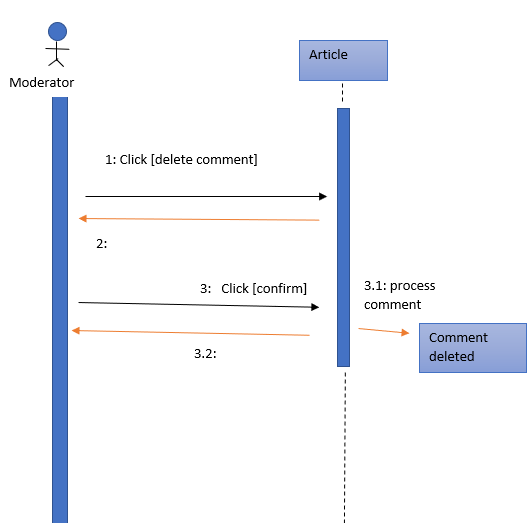 Article
Moderator
1: Click [delete comment]
2:
3: Click [confirm]
3.1: process
comment
Comment
deleted
3.2: